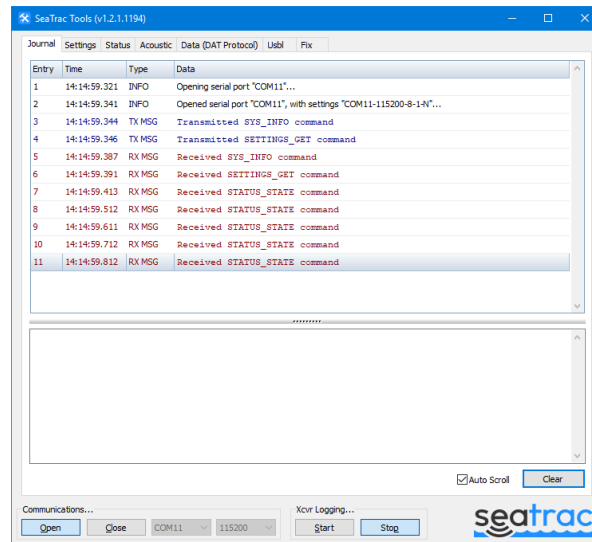 SeaTrac Tools (v1.2.1.1194)
Journal Settings Status Acoustic Data (DAT Protocol) Usbl Fix
Entry Time Type Data
1 14:14:59.321 INFO Opening serial port "COM11"...
2 14:14:59.341 INFO Opened serial port "COM11", with settings "COM11-115200-8-1-N"...
3 14:14:59.344 TX MSG Transmitted SYS_INFO command
4 14:14:59.346 TX MSG Transmitted SETTINGS_GET command
5 14:14:59.387 RX MSG Received SYS_INFO command
6 14:14:59.391 RX MSG Received SETTINGS_GET command
7 14:14:59.413 RX MSG Received STATUS_STATE command
8 14:14:59.512 RX MSG Received STATUS_STATE command
9 14:14:59.611 RX MSG Received STATUS_STATE command
10 14:14:59.712 RX MSG Received STATUS_STATE command
11 14:14:59.812 RX MSG Received STATUS_STATE command
Auto Scroll Clear
Communications... Xcvr Logging...
Open Close COM11 115200 Start Stop
seatrac